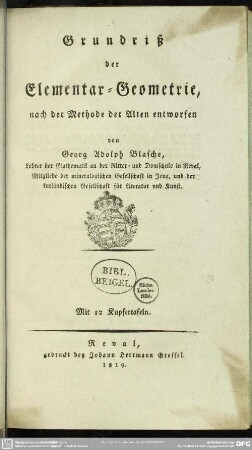 Grundriß
der
Elementar-Geometrie,
nach der Methode der Alten entworfen
von
Georg Adolph Blasche,
Lehrer der Mathematik an der Ritter- und Domschule in Reval,
Mitgliede der mineralogischen Gesellschaft in Jena, und der
kurländischen Gesellschaft für Literatur und Kunst.
BIBL.
BEIGEL.
Mit 12 Kupfertafeln.
Reval,
gedruckt bey Johann Herrmann Gressel.
1819.